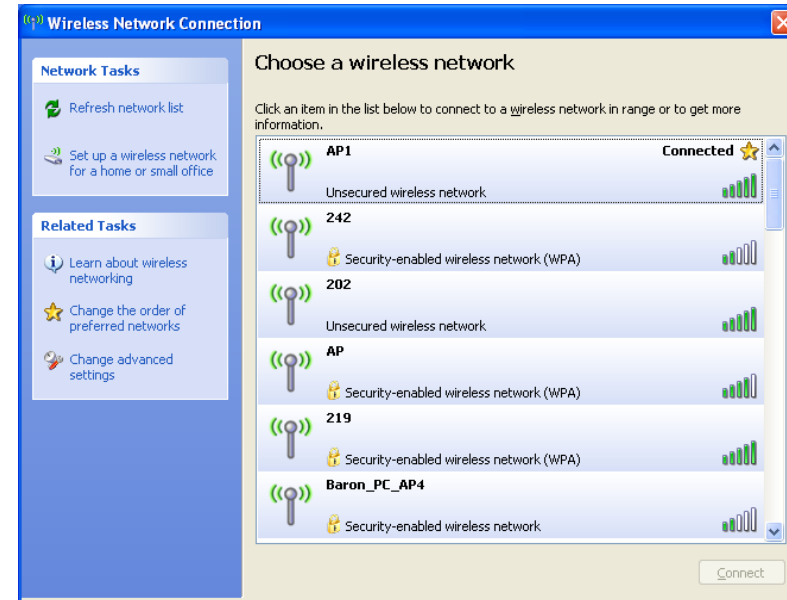 Wireless Network Connection
Network Tasks
Refresh network list
Set up a wireless network
for a home or small office
Related Tasks
Learn about wireless
networking
Change the order of
preferred networks
Change advanced
settings
Choose a wireless network
Click an item in the list below to connect to a wireless network in range or to get more
information.
AP1 Connected
Unsecured wireless network
242
Security-enabled wireless network (WPA)
202
Unsecured wireless network
AP
Security-enabled wireless network (WPA)
219
Security-enabled wireless network (WPA)
Baron_PC_AP4
Security-enabled wireless network
Connect